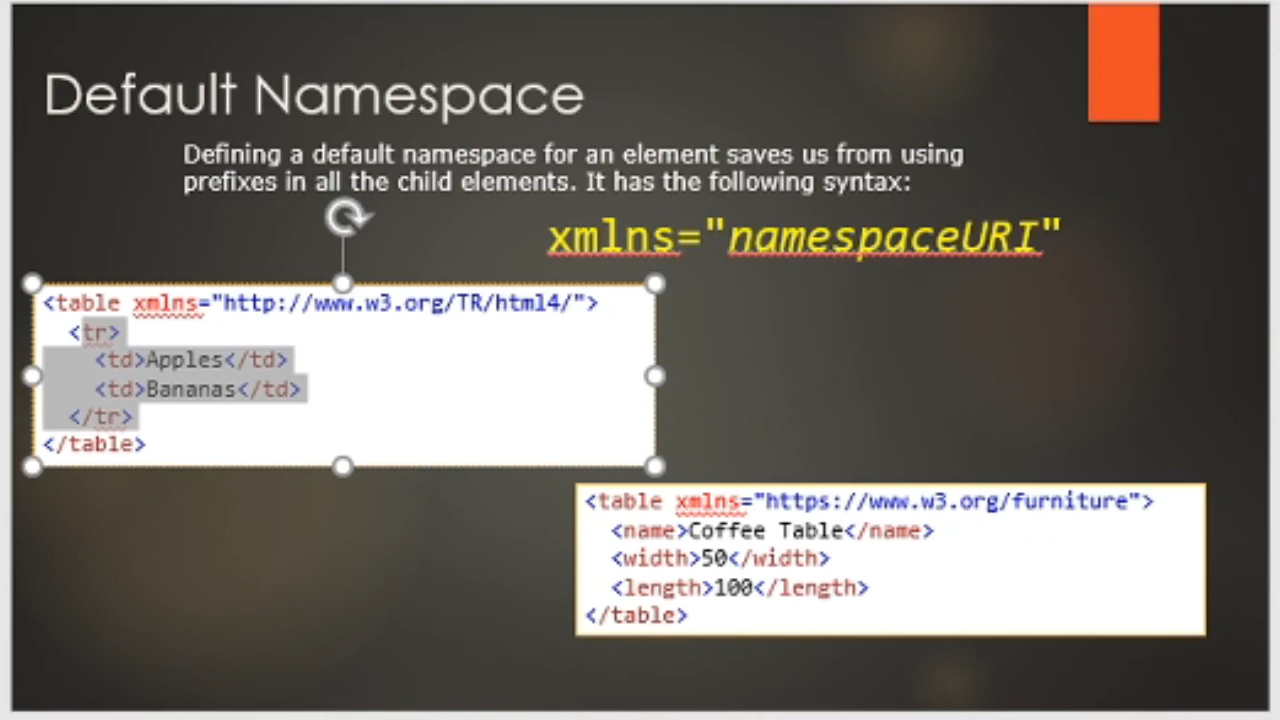 Default Namespace
Defining a default namespace for an element saves us from using
prefixes in all the child elements. It has the following syntax:
xmlns="namespaceURI"
<table xmlns="http://www.w3.org/TR/html4/">
<tr>
<td>Apples</td>
<td>Bananas</td>
</tr>
</table>
<table xmlns="https://www.w3.org/furniture">
<name>Coffee Table</name>
<width>50</width>
<length>100</length>
</table>